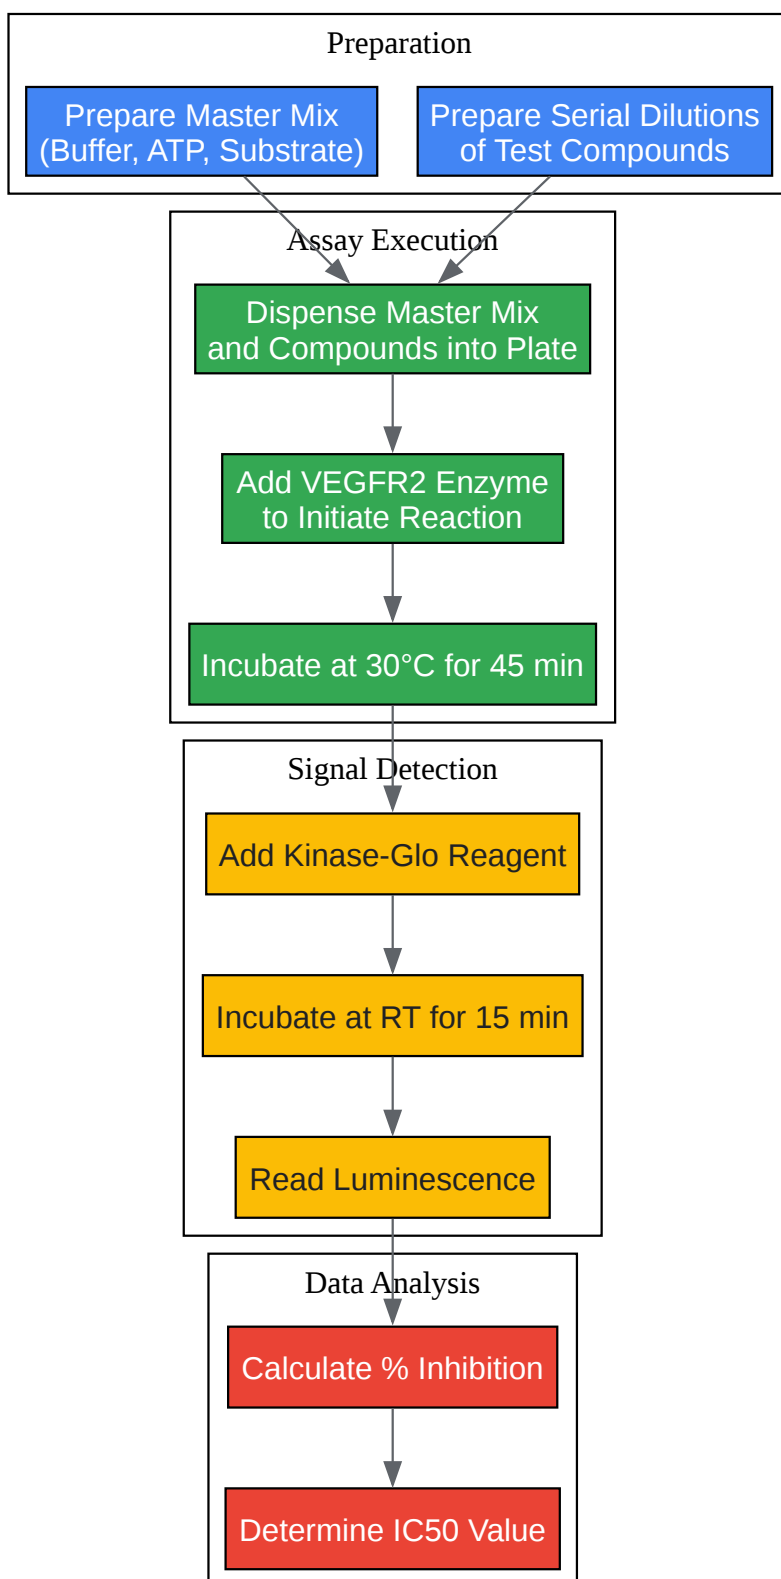 Preparation
Prepare Master Mix
(Buffer, ATP, Substrate)
Prepare Serial Dilutions
of Test Compounds
Assay Execution
Dispense Master Mix
and Compounds into Plate
Add VEGFR2 Enzyme
to Initiate Reaction
Incubate at 30°C for 45 min
Signal Detection
Add Kinase-Glo Reagent
Incubate at RT for 15 min
Read Luminescence
Data Analysis
Calculate % Inhibition
Determine IC50 Value